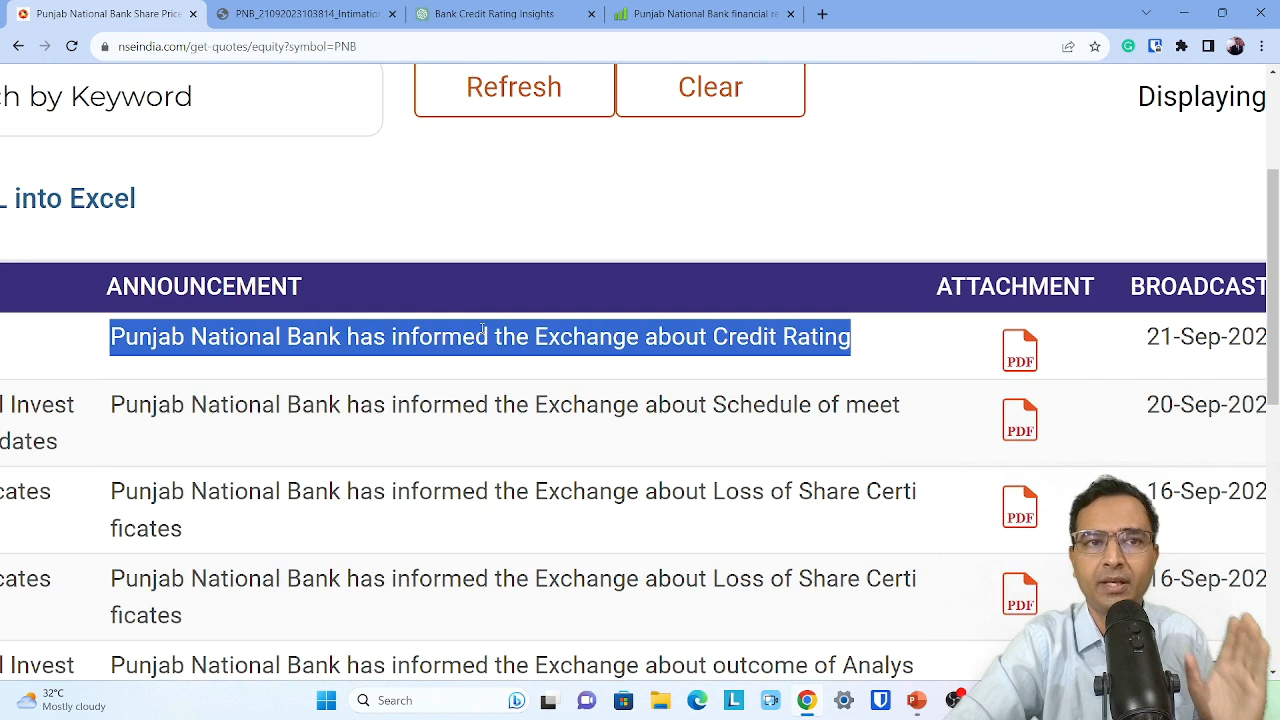 Punjab National Bank Share Price
PNB_21092023103814_Intimation
Bank Credit Rating Insights
Punjab National Bank financial re
nseindia.com/get-quotes/equity?symbol=PNB
ch by Keyword
Refresh
Clear
Displaying
L into Excel
ANNOUNCEMENT
ATTACHMENT
BROADCAST
Punjab National Bank has informed the Exchange about Credit Rating
PDF
21-Sep-202
l Invest
dates
Punjab National Bank has informed the Exchange about Schedule of meet
PDF
20-Sep-202
cates
Punjab National Bank has informed the Exchange about Loss of Share Certi
ficates
PDF
16-Sep-202
cates
Punjab National Bank has informed the Exchange about Loss of Share Certi
ficates
PDF
16-Sep-202
l Invest
Punjab National Bank has informed the Exchange about outcome of Analys
32°C
Mostly cloudy
Search